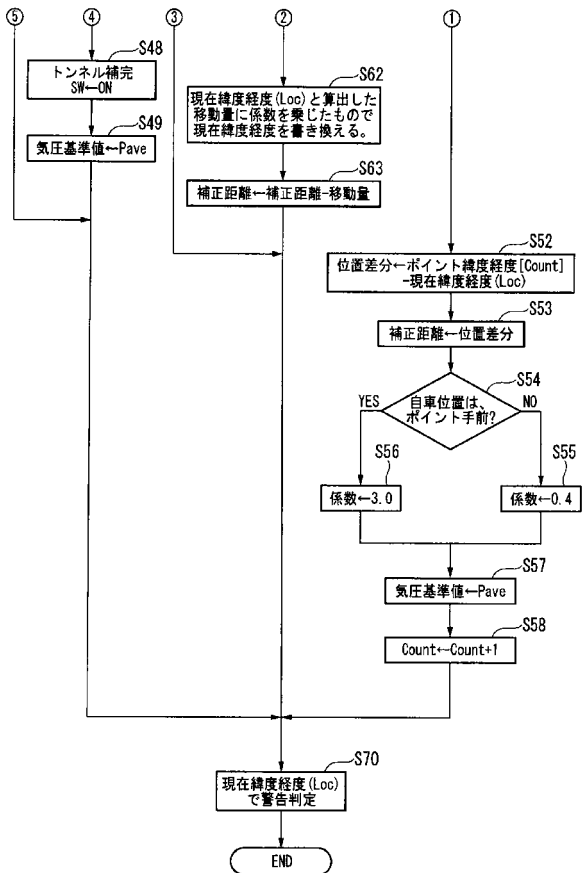 ⑤
④
③
②
①
S48
トンネル補完
SW←ON
S49
気圧基準値←Pave
S62
現在緯度経度(Loc)と算出した
移動量に係数を乗じたもので
現在緯度経度を書き換える。
S63
補正距離←補正距離-移動量
S52
位置差分←ポイント緯度経度[Count]
-現在緯度経度(Loc)
S53
補正距離←位置差分
S54
自車位置は、
ポイント手前?
YES
NO
S56
係数←3.0
S55
係数←0.4
S57
気圧基準値←Pave
S58
Count←Count+1
S70
現在緯度経度(Loc)
で警告判定
END